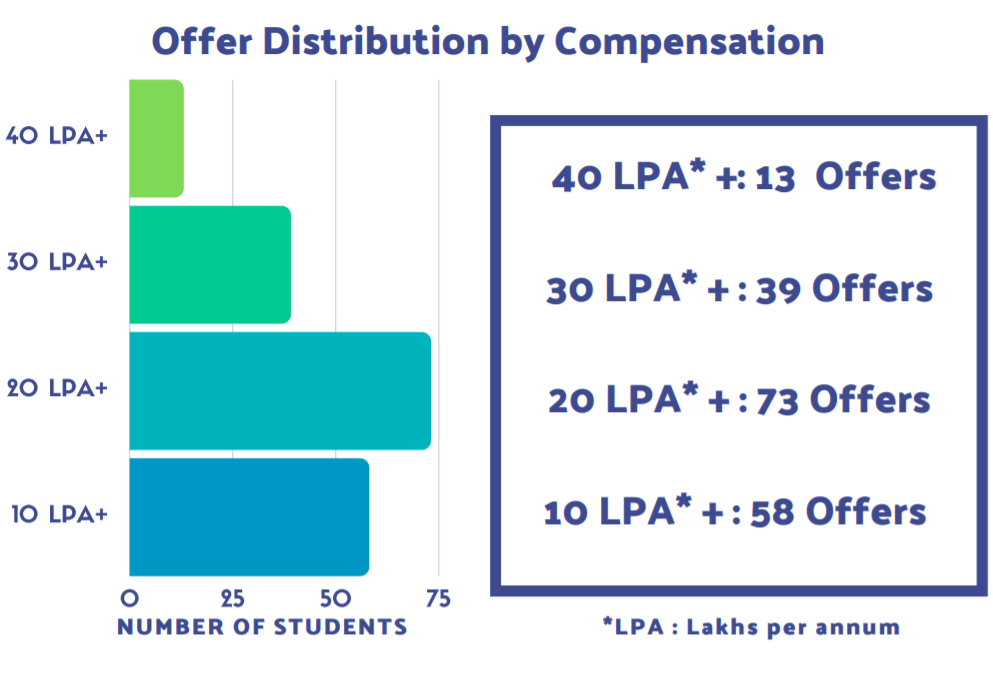 Offer Distribution by Compensation
40 LPA+
30 LPA+
20 LPA+
10 LPA+
0 25 50 75
NUMBER OF STUDENTS
40 LPA* +: 13 Offers
30 LPA* + : 39 Offers
20 LPA* + : 73 Offers
10 LPA* + : 58 Offers
*LPA : Lakhs per annum